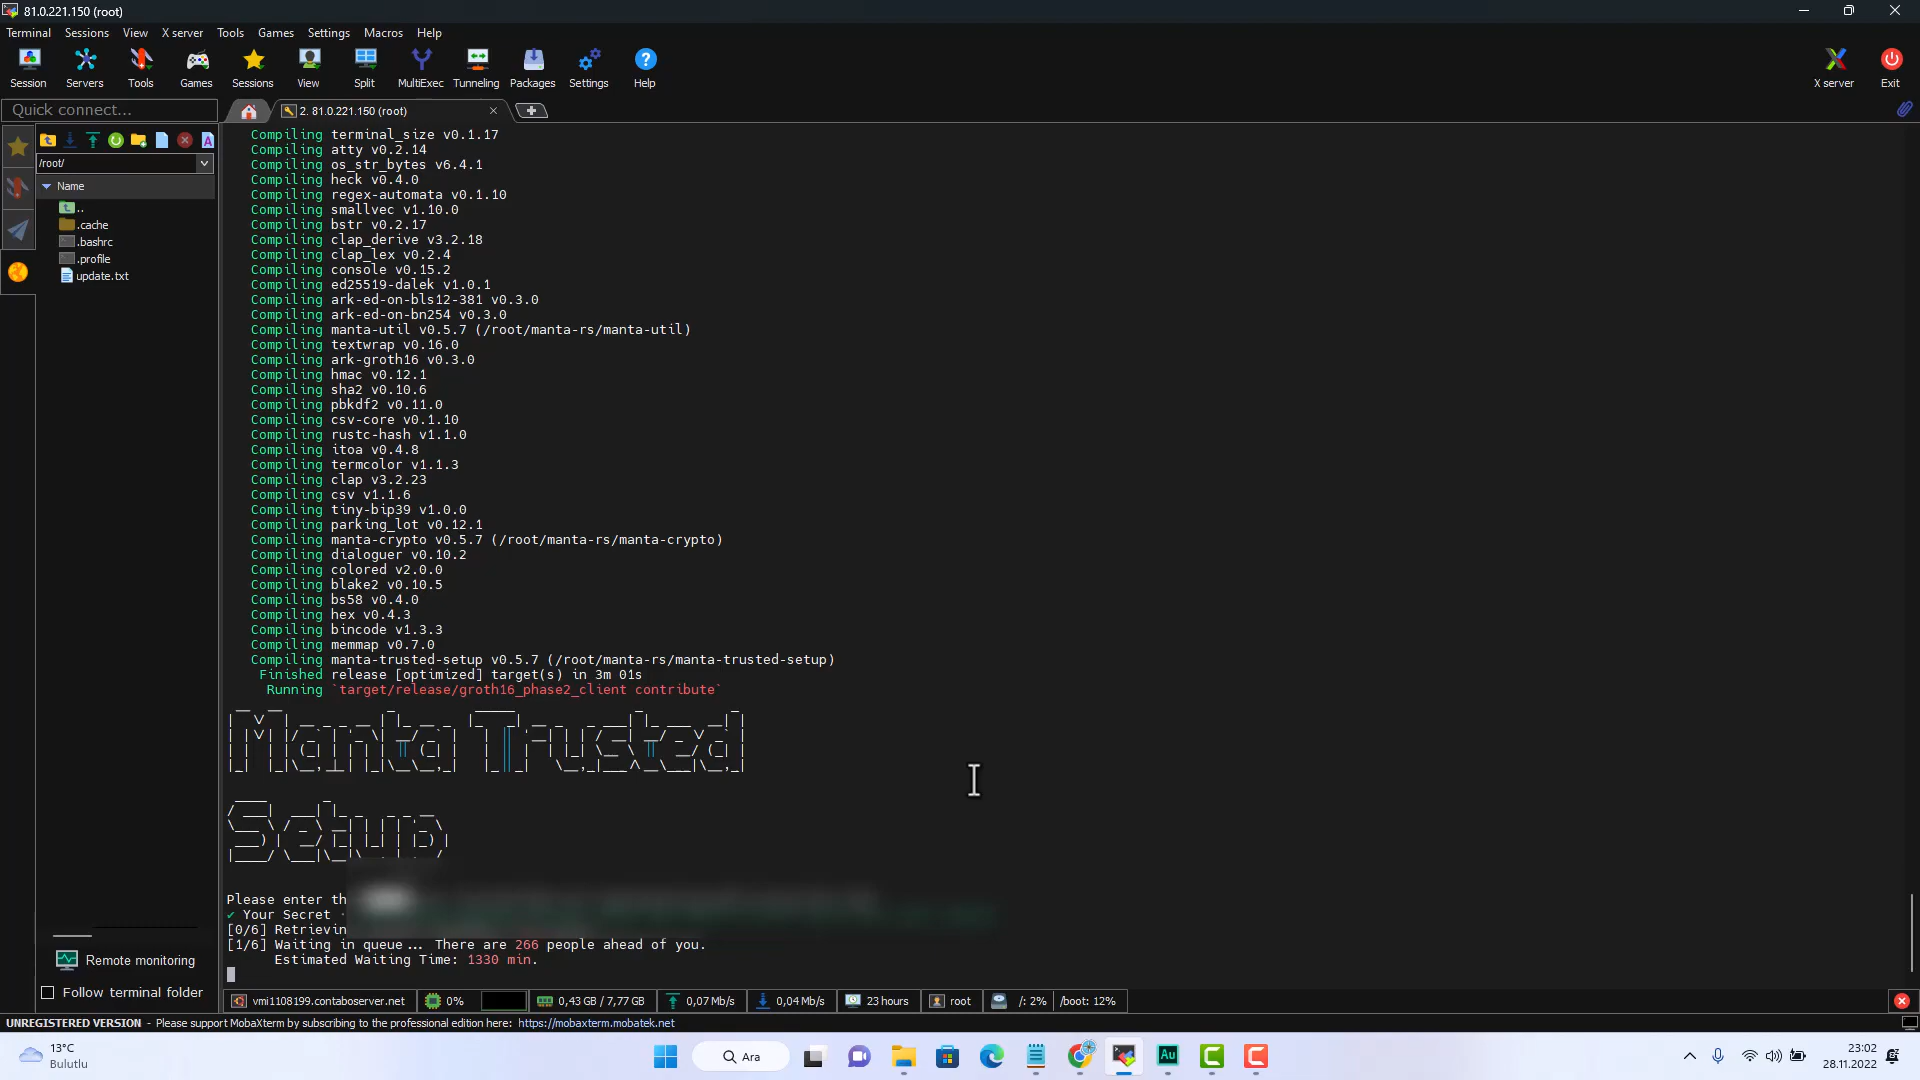 81.0.221.150 (root)
Terminal Sessions View X server Tools Games Settings Macros Help
Session Servers Tools Games Sessions View Split MultiExec Tunneling Packages Settings Help X server Exit
Quick connect...
2. 81.0.221.150 (root)
/root/
Name
..
.cache
.bashrc
.profile
update.txt
Compiling terminal_size v0.1.17
Compiling atty v0.2.14
Compiling os_str_bytes v6.4.1
Compiling heck v0.4.0
Compiling regex-automata v0.1.10
Compiling smallvec v1.10.0
Compiling bstr v0.2.17
Compiling clap_derive v3.2.18
Compiling clap_lex v0.2.4
Compiling console v0.15.2
Compiling ed25519-dalek v1.0.1
Compiling ark-ed-on-bls12-381 v0.3.0
Compiling ark-ed-on-bn254 v0.3.0
Compiling manta-util v0.5.7 (/root/manta-rs/manta-util)
Compiling textwrap v0.16.0
Compiling ark-groth16 v0.3.0
Compiling hmac v0.12.1
Compiling sha2 v0.10.6
Compiling pbkdf2 v0.11.0
Compiling csv-core v0.1.10
Compiling rustc-hash v1.1.0
Compiling itoa v0.4.8
Compiling termcolor v1.1.3
Compiling clap v3.2.23
Compiling csv v1.1.6
Compiling tiny-bip39 v1.0.0
Compiling parking_lot v0.12.1
Compiling manta-crypto v0.5.7 (/root/manta-rs/manta-crypto)
Compiling dialoguer v0.10.2
Compiling colored v2.0.0
Compiling blake2 v0.10.5
Compiling bs58 v0.4.0
Compiling hex v0.4.3
Compiling bincode v1.3.3
Compiling memmap v0.7.0
Compiling manta-trusted-setup v0.5.7 (/root/manta-rs/manta-trusted-setup)
Finished release [optimized] target(s) in 3m 01s
Running `target/release/groth16_phase2_client contribute`
Manta Trusted
Setup
Please enter th
✔ Your Secret ·
[0/6] Retrievin
[1/6] Waiting in queue... There are 266 people ahead of you.
Estimated Waiting Time: 1330 min.
Remote monitoring
Follow terminal folder
vmi1108199.contaboserver.net 0% 0,43 GB / 7,77 GB 0,07 Mb/s 0,04 Mb/s 23 hours root /: 2% /boot: 12%
UNREGISTERED VERSION - Please support MobaXterm by subscribing to the professional edition here: https://mobaxterm.mobatek.net
13°C
Bulutlu
Ara
Au
23:02
28.11.2022